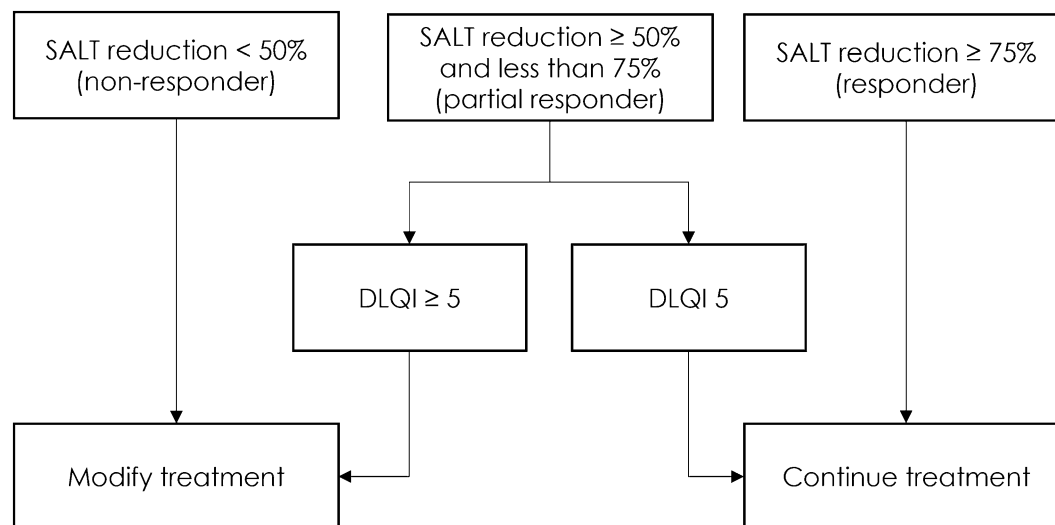 SALT reduction < 50%
(non-responder)
SALT reduction ≥ 50%
and less than 75%
(partial responder)
SALT reduction ≥ 75%
(responder)
DLQI ≥ 5
DLQI 5
Modify treatment
Continue treatment